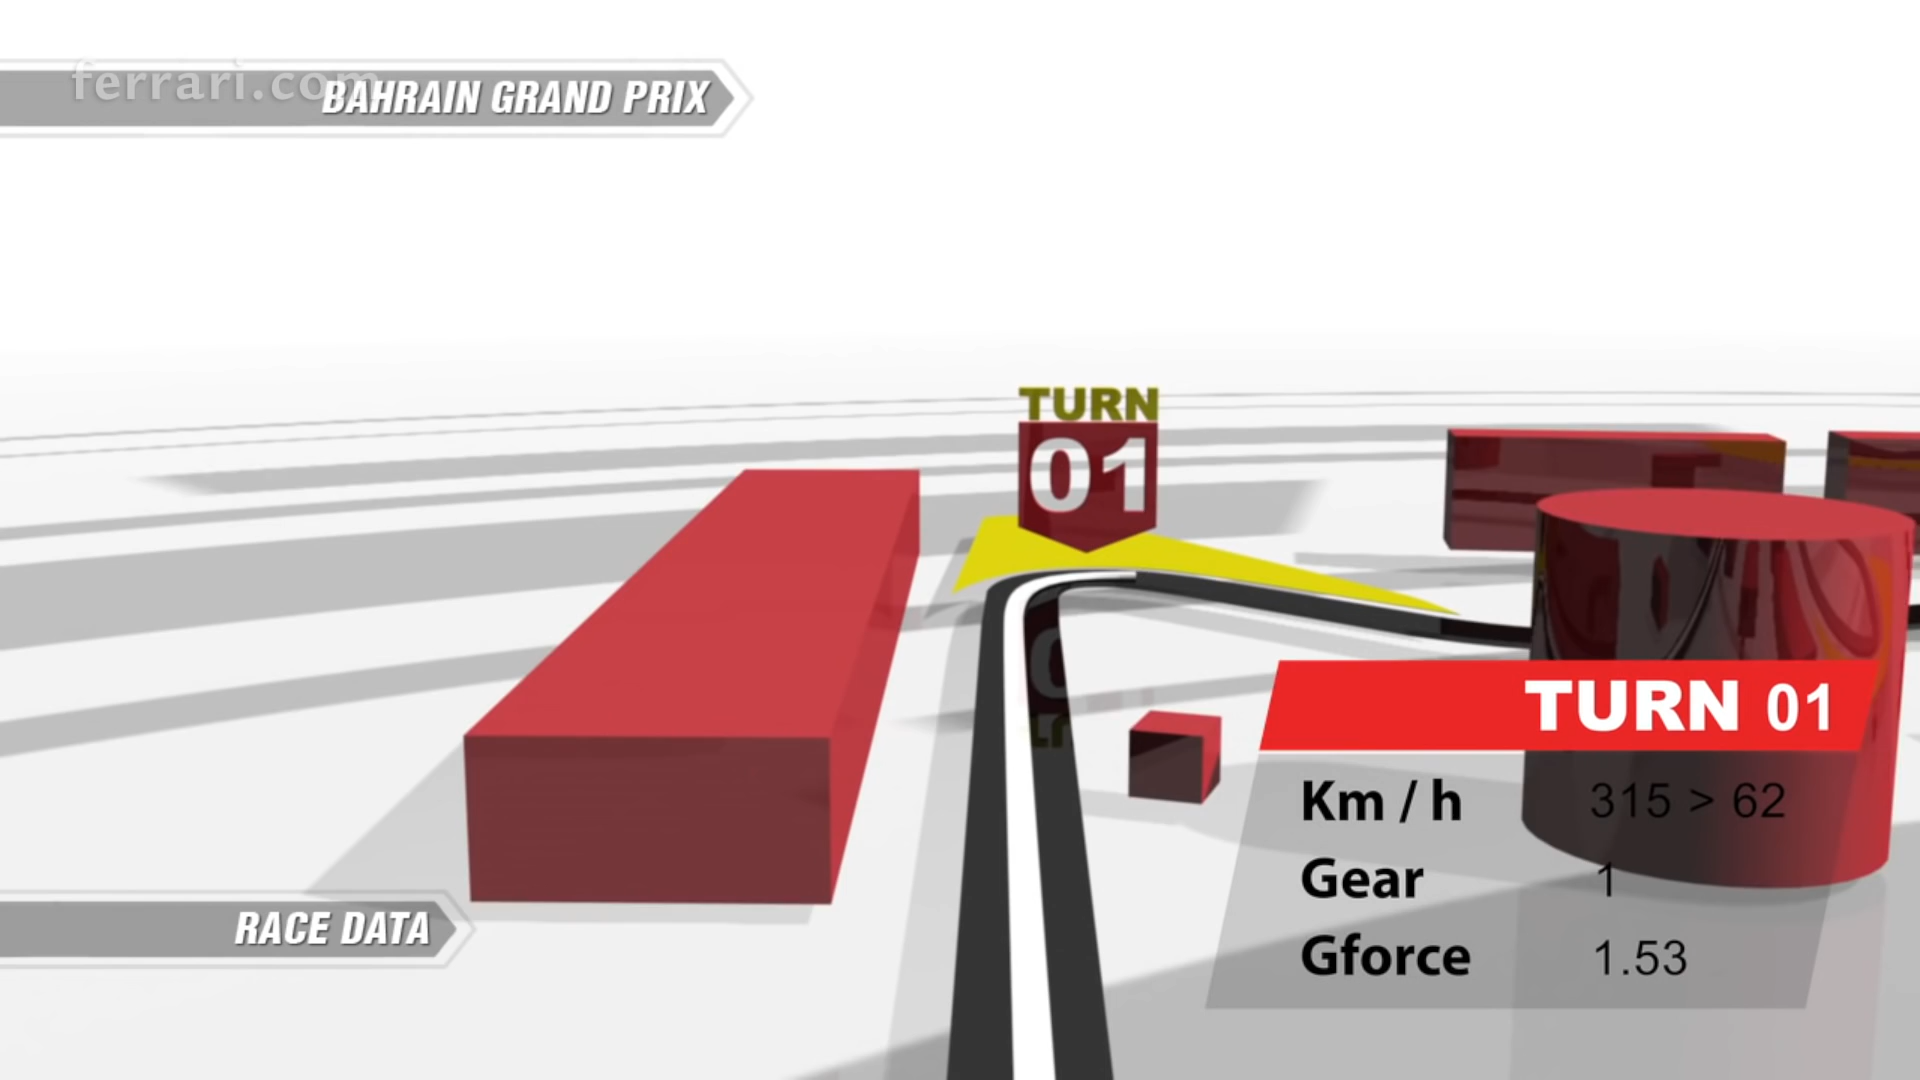 ferrari.com
BAHRAIN GRAND PRIX
TURN
01
TURN 01
Km / h 315 > 62
Gear 1
Gforce 1.53
RACE DATA